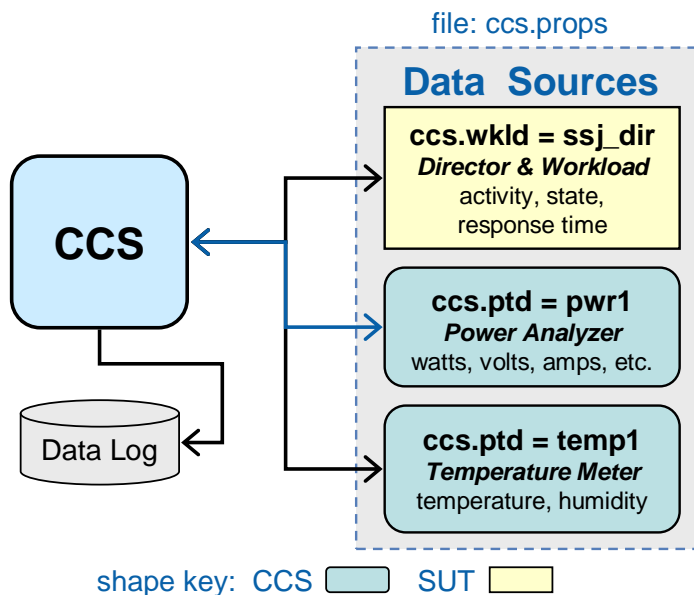 file: ccs.props
Data Sources
ccs.wkld = ssj_dir
Director & Workload
activity, state,
response time
CCS
ccs.ptd = pwr1
Power Analyzer
watts, volts, amps, etc.
Data Log
ccs.ptd = temp1
Temperature Meter
temperature, humidity
shape key: CCS SUT